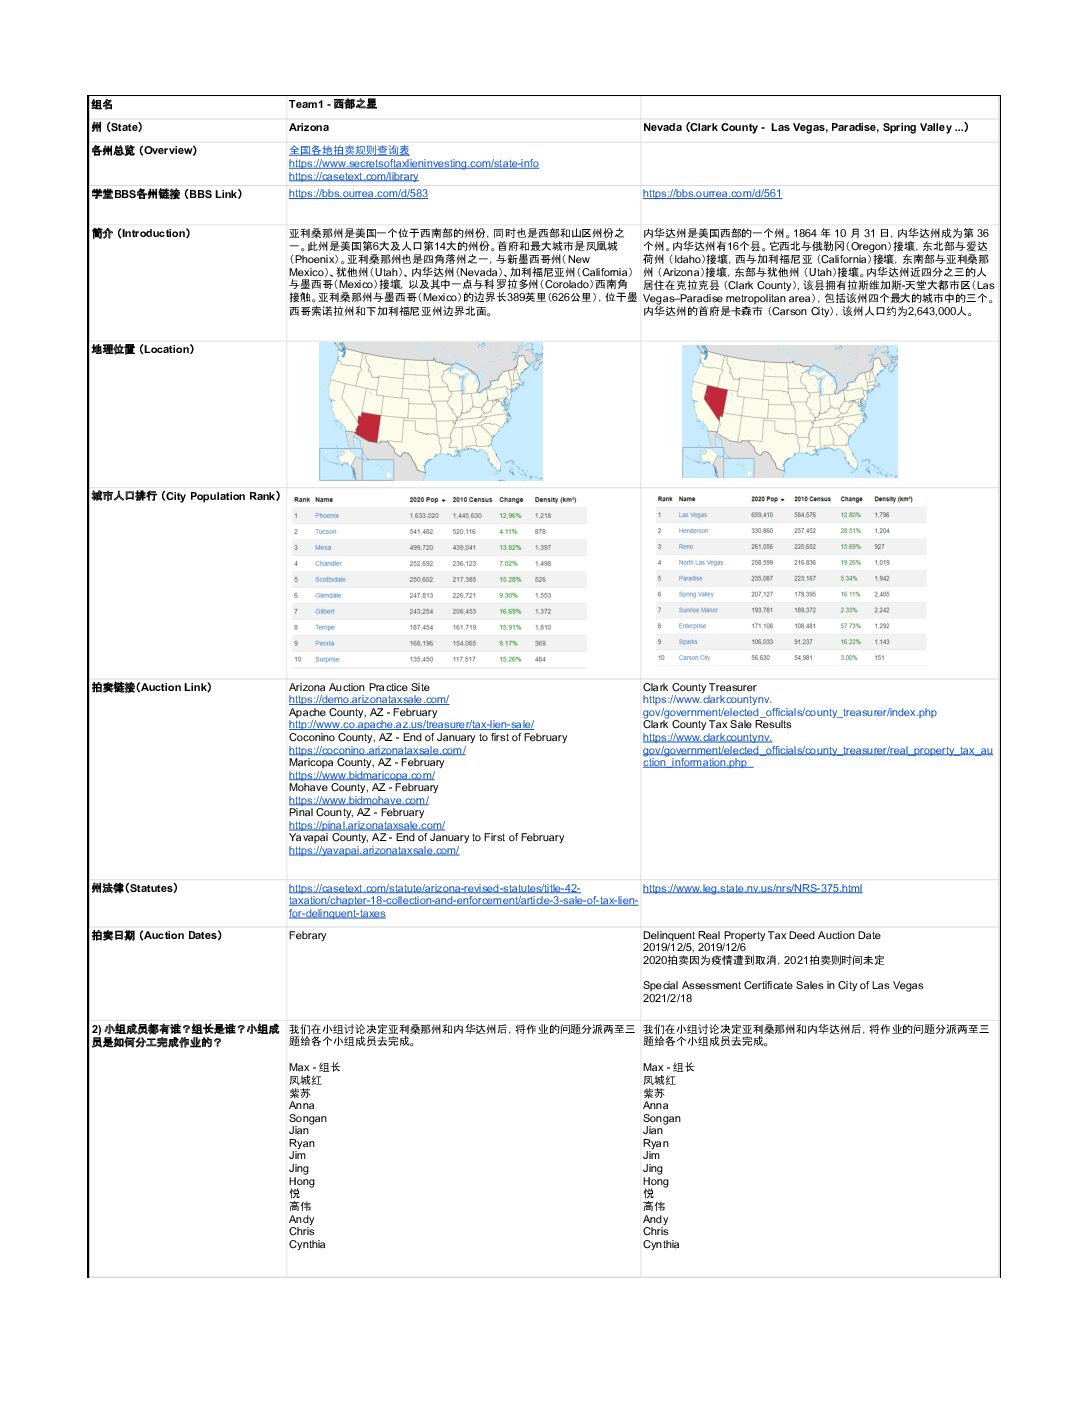 组名
Team1 - 西部之星
州 (State)
Arizona
Nevada (Clark County - Las Vegas, Paradise, Spring Valley ...)
各州总览 (Overview)
全国各地拍卖规则查询表
https://www.secretsoftaxlieninvesting.com/state-info
https://casetext.com/library
学堂BBS各州链接 (BBS Link)
https://bbs.ourrea.com/d/583
https://bbs.ourrea.com/d/561
简介 (Introduction)
亚利桑那州是美国一个位于西南部的州份, 同时也是西部和山区州份之
一。此州是美国第6大及人口第14大的州份。首府和最大城市是凤凰城
(Phoenix)。亚利桑那州也是四角落州之一, 与新墨西哥州(New
Mexico)、犹他州(Utah)、内华达州(Nevada)、加利福尼亚州(California)
与墨西哥(Mexico)接壤, 以及其中一点与科罗拉多州(Corolado)西南角
接触。亚利桑那州与墨西哥(Mexico)的边界长389英里(626公里), 位于墨
西哥索诺拉州和下加利福尼亚州边界北面。
内华达州是美国西部的一个州。1864 年 10 月 31 日, 内华达州成为第 36
个州。内华达州有16个县。它西北与俄勒冈(Oregon)接壤, 东北部与爱达
荷州 (Idaho)接壤, 西与加利福尼亚 (California)接壤, 东南部与亚利桑那
州 (Arizona)接壤, 东部与犹他州 (Utah)接壤。内华达州近四分之三的人
居住在克拉克县 (Clark County), 该县拥有拉斯维加斯-天堂大都市区(Las
Vegas–Paradise metropolitan area), 包括该州四个最大的城市中的三个。
内华达州的首府是卡森市 (Carson City), 该州人口约为2,643,000人。
地理位置 (Location)
城市人口排行 (City Population Rank)
Rank Name 2020 Pop 2010 Census Change Density (km²)
1 Phoenix 1,633,020 1,445,630 12.96% 1,218
2 Tucson 541,482 520,116 4.11% 878
3 Mesa 499,720 439,041 13.82% 1,397
4 Chandler 252,692 236,123 7.02% 1,498
5 Scottsdale 250,602 217,385 15.28% 526
6 Glendale 247,813 226,721 9.30% 1,553
7 Gilbert 243,254 208,453 16.69% 1,372
8 Tempe 187,454 161,719 15.91% 1,810
9 Peoria 168,196 154,065 9.17% 369
10 Surprise 135,450 117,517 15.26% 484
Rank Name 2020 Pop 2010 Census Change Density (km²)
1 Las Vegas 659,410 584,576 12.80% 1,796
2 Henderson 330,860 257,452 28.51% 1,204
3 Reno 261,056 225,652 15.69% 927
4 North Las Vegas 258,599 216,836 19.26% 1,019
5 Paradise 235,087 223,167 5.34% 1,942
6 Spring Valley 207,127 178,395 16.11% 2,405
7 Sunrise Manor 193,781 189,372 2.33% 2,242
8 Enterprise 171,108 108,481 57.73% 1,292
9 Sparks 106,033 91,237 16.22% 1,143
10 Carson City 56,630 54,981 3.00% 151
拍卖链接(Auction Link)
Arizona Auction Practice Site
https://demo.arizonataxsale.com/
Apache County, AZ - February
http://www.co.apache.az.us/treasurer/tax-lien-sale/
Coconino County, AZ - End of January to first of February
https://coconino.arizonataxsale.com/
Maricopa County, AZ - February
https://www.bidmaricopa.com/
Mohave County, AZ - February
https://www.bidmohave.com/
Pinal County, AZ - February
https://pinal.arizonataxsale.com/
Yavapai County, AZ - End of January to First of February
https://yavapai.arizonataxsale.com/
Clark County Treasurer
https://www.clarkcountynv.
gov/government/elected_officials/county_treasurer/index.php
Clark County Tax Sale Results
https://www.clarkcountynv.
gov/government/elected_officials/county_treasurer/real_property_tax_au
ction_information.php
州法律(Statutes)
https://casetext.com/statute/arizona-revised-statutes/title-42-
taxation/chapter-18-collection-and-enforcement/article-3-sale-of-tax-lien-
for-delinquent-taxes
https://www.leg.state.nv.us/nrs/NRS-375.html
拍卖日期 (Auction Dates)
Febrary
Delinquent Real Property Tax Deed Auction Date
2019/12/5, 2019/12/6
2020拍卖因为疫情遭到取消, 2021拍卖则时间未定
Special Assessment Certificate Sales in City of Las Vegas
2021/2/18
2) 小组成员都有谁？组长是谁？小组成
员是如何分工完成作业的？
我们在小组讨论决定亚利桑那州和内华达州后, 将作业的问题分派两至三
题给各个小组成员去完成。
Max - 组长
凤城红
紫苏
Anna
Songan
Jian
Ryan
Jim
Jing
Hong
悦
高伟
Andy
Chris
Cynthia
我们在小组讨论决定亚利桑那州和内华达州后, 将作业的问题分派两至三
题给各个小组成员去完成。
Max - 组长
凤城红
紫苏
Anna
Songan
Jian
Ryan
Jim
Jing
Hong
悦
高伟
Andy
Chris
Cynthia